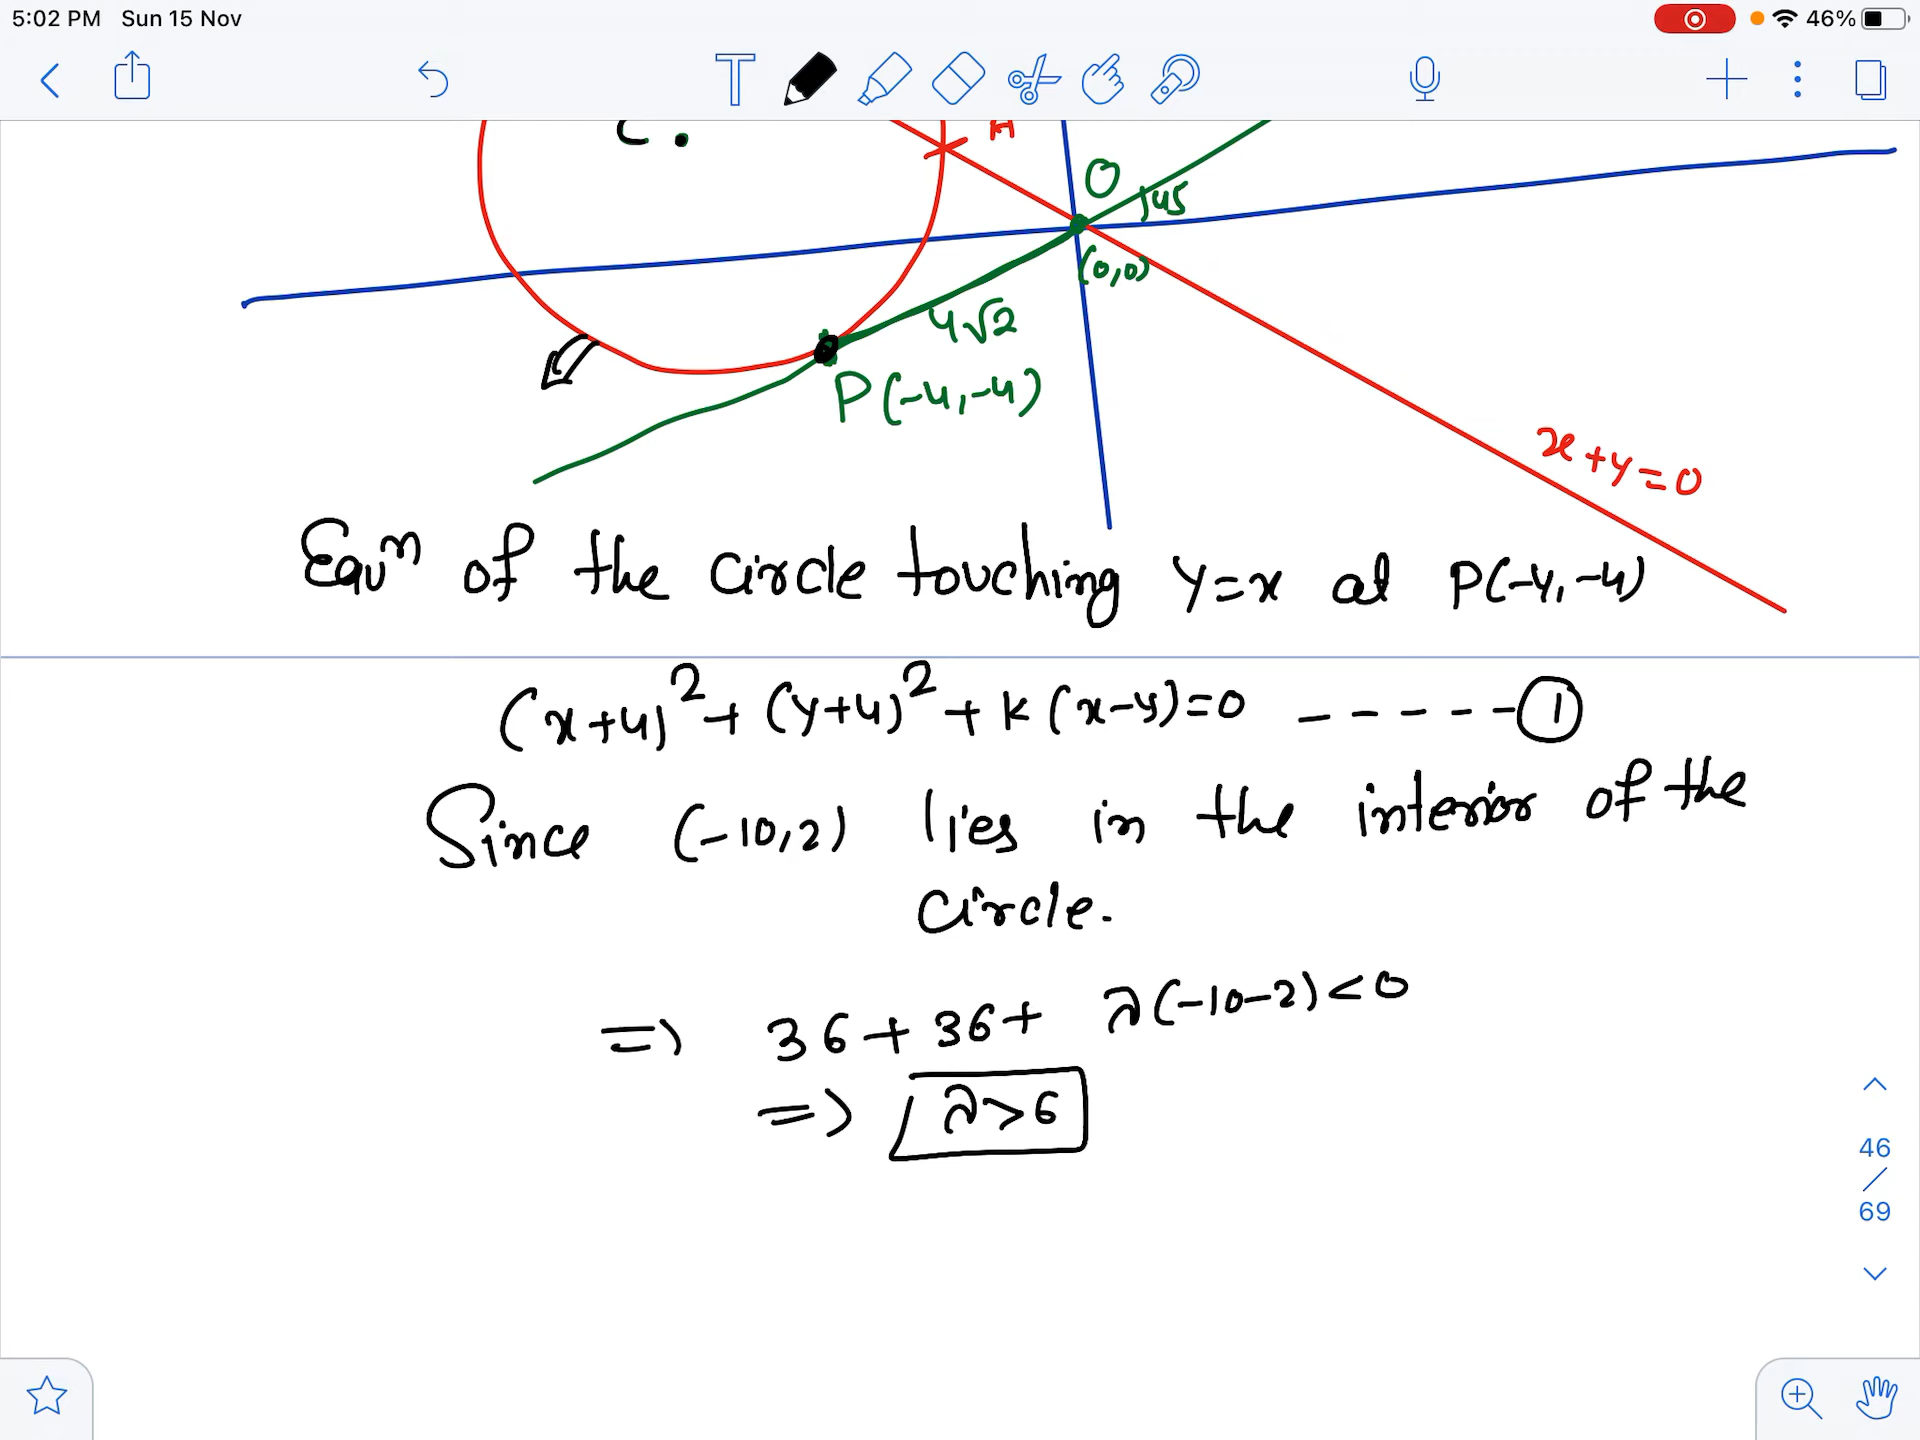 5:02 PM Sun 15 Nov
46%
T
C.
A
O
45
(0,0)
4√2
P(-4,-4)
x+y=0
Equⁿ of the circle touching y=x at P(-4,-4)
(x+4)²+(y+4)²+k(x-y)=0 ------①
Since (-10,2) lies in the interior of the
circle.
=> 36+36+ λ(-10-2)<0
=> λ>6
46
/
69